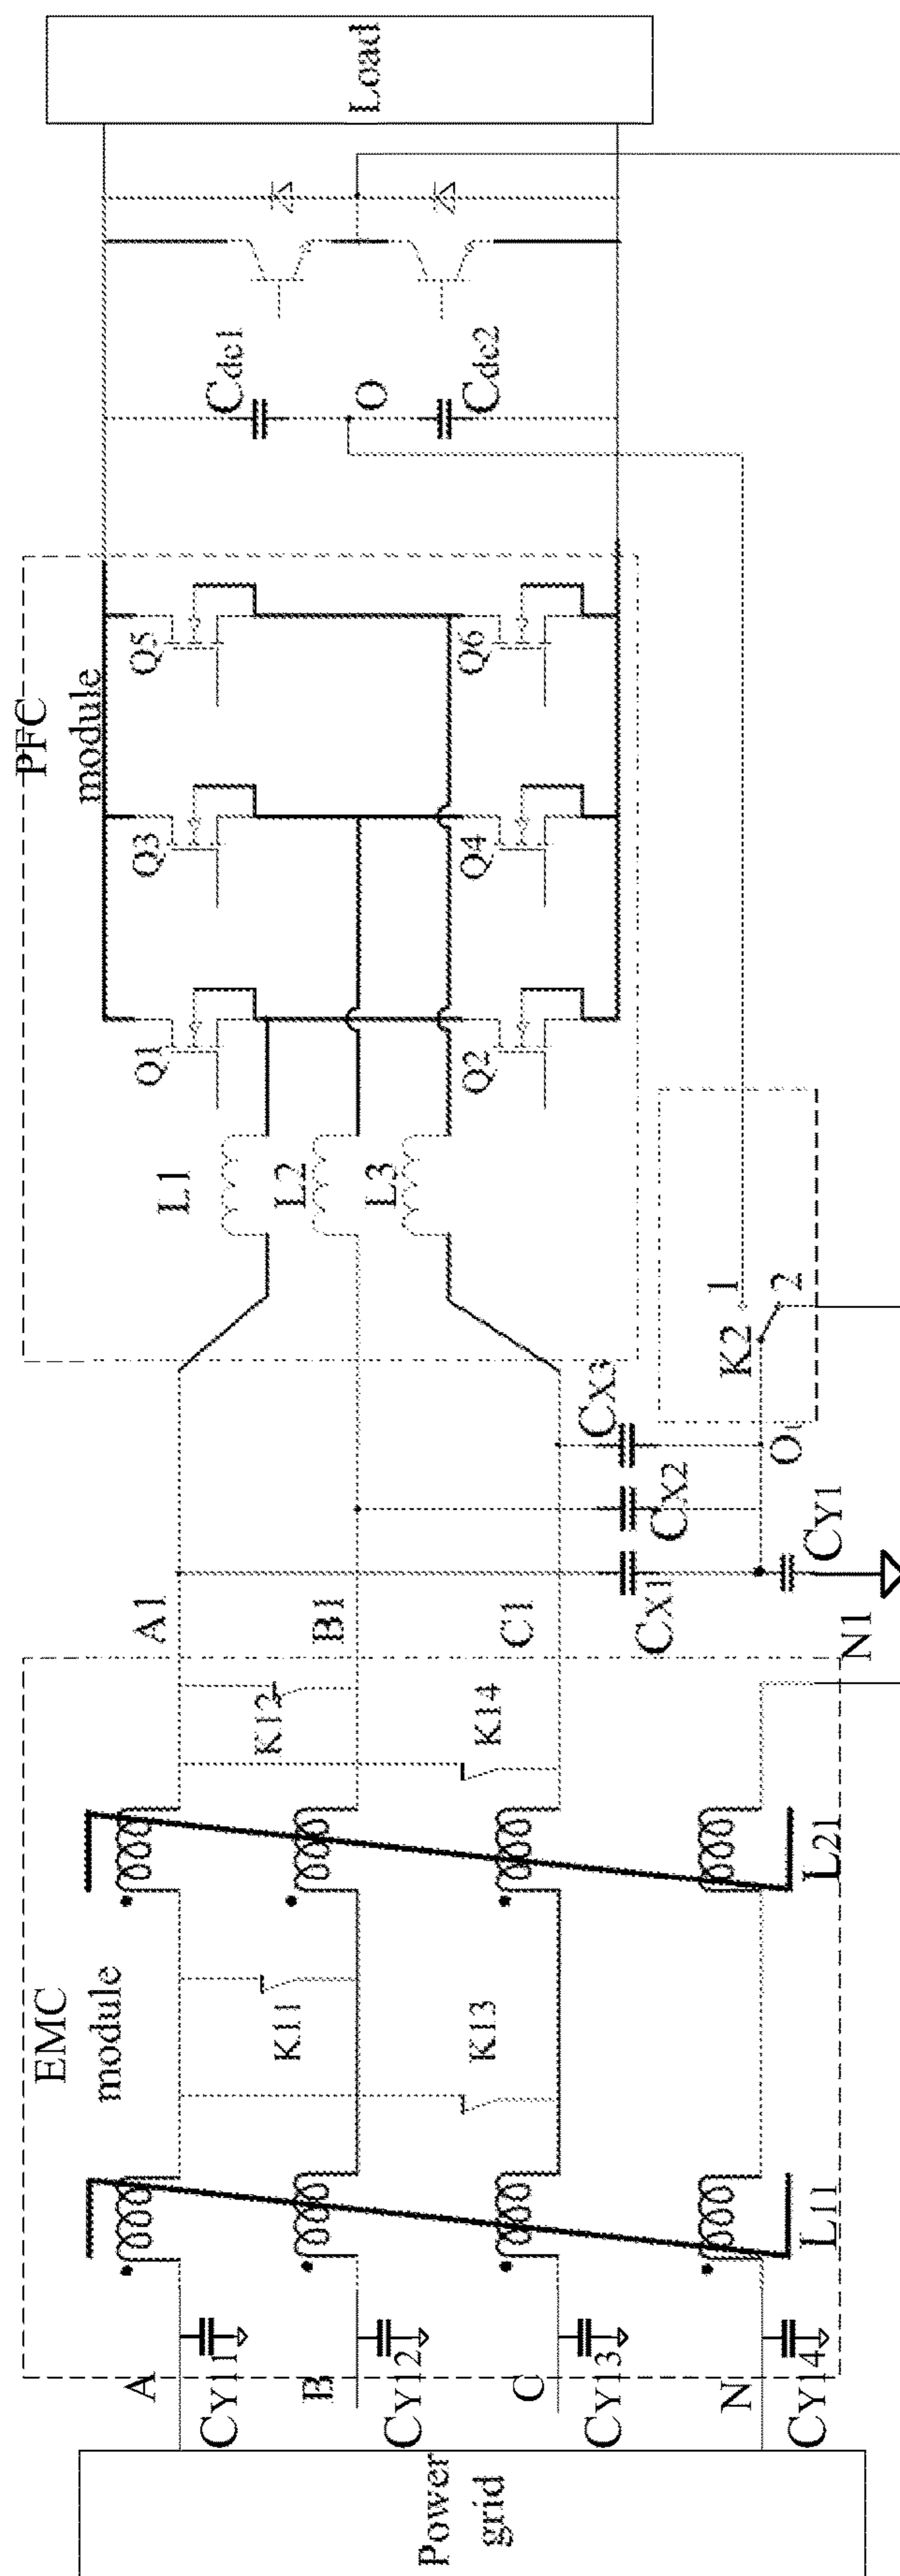 Power
grid
A
B
C
N
CY11
CY12
CY13
CY14
EMC
module
L11
K11
K13
L21
K12
K14
A1
B1
C1
N1
CX1
CX2
CX3
CY1
O1
K2
1
2
PFC
module
L1
L2
L3
Q1
Q2
Q3
Q4
Q5
Q6
Cdc1
O
Cdc2
Load